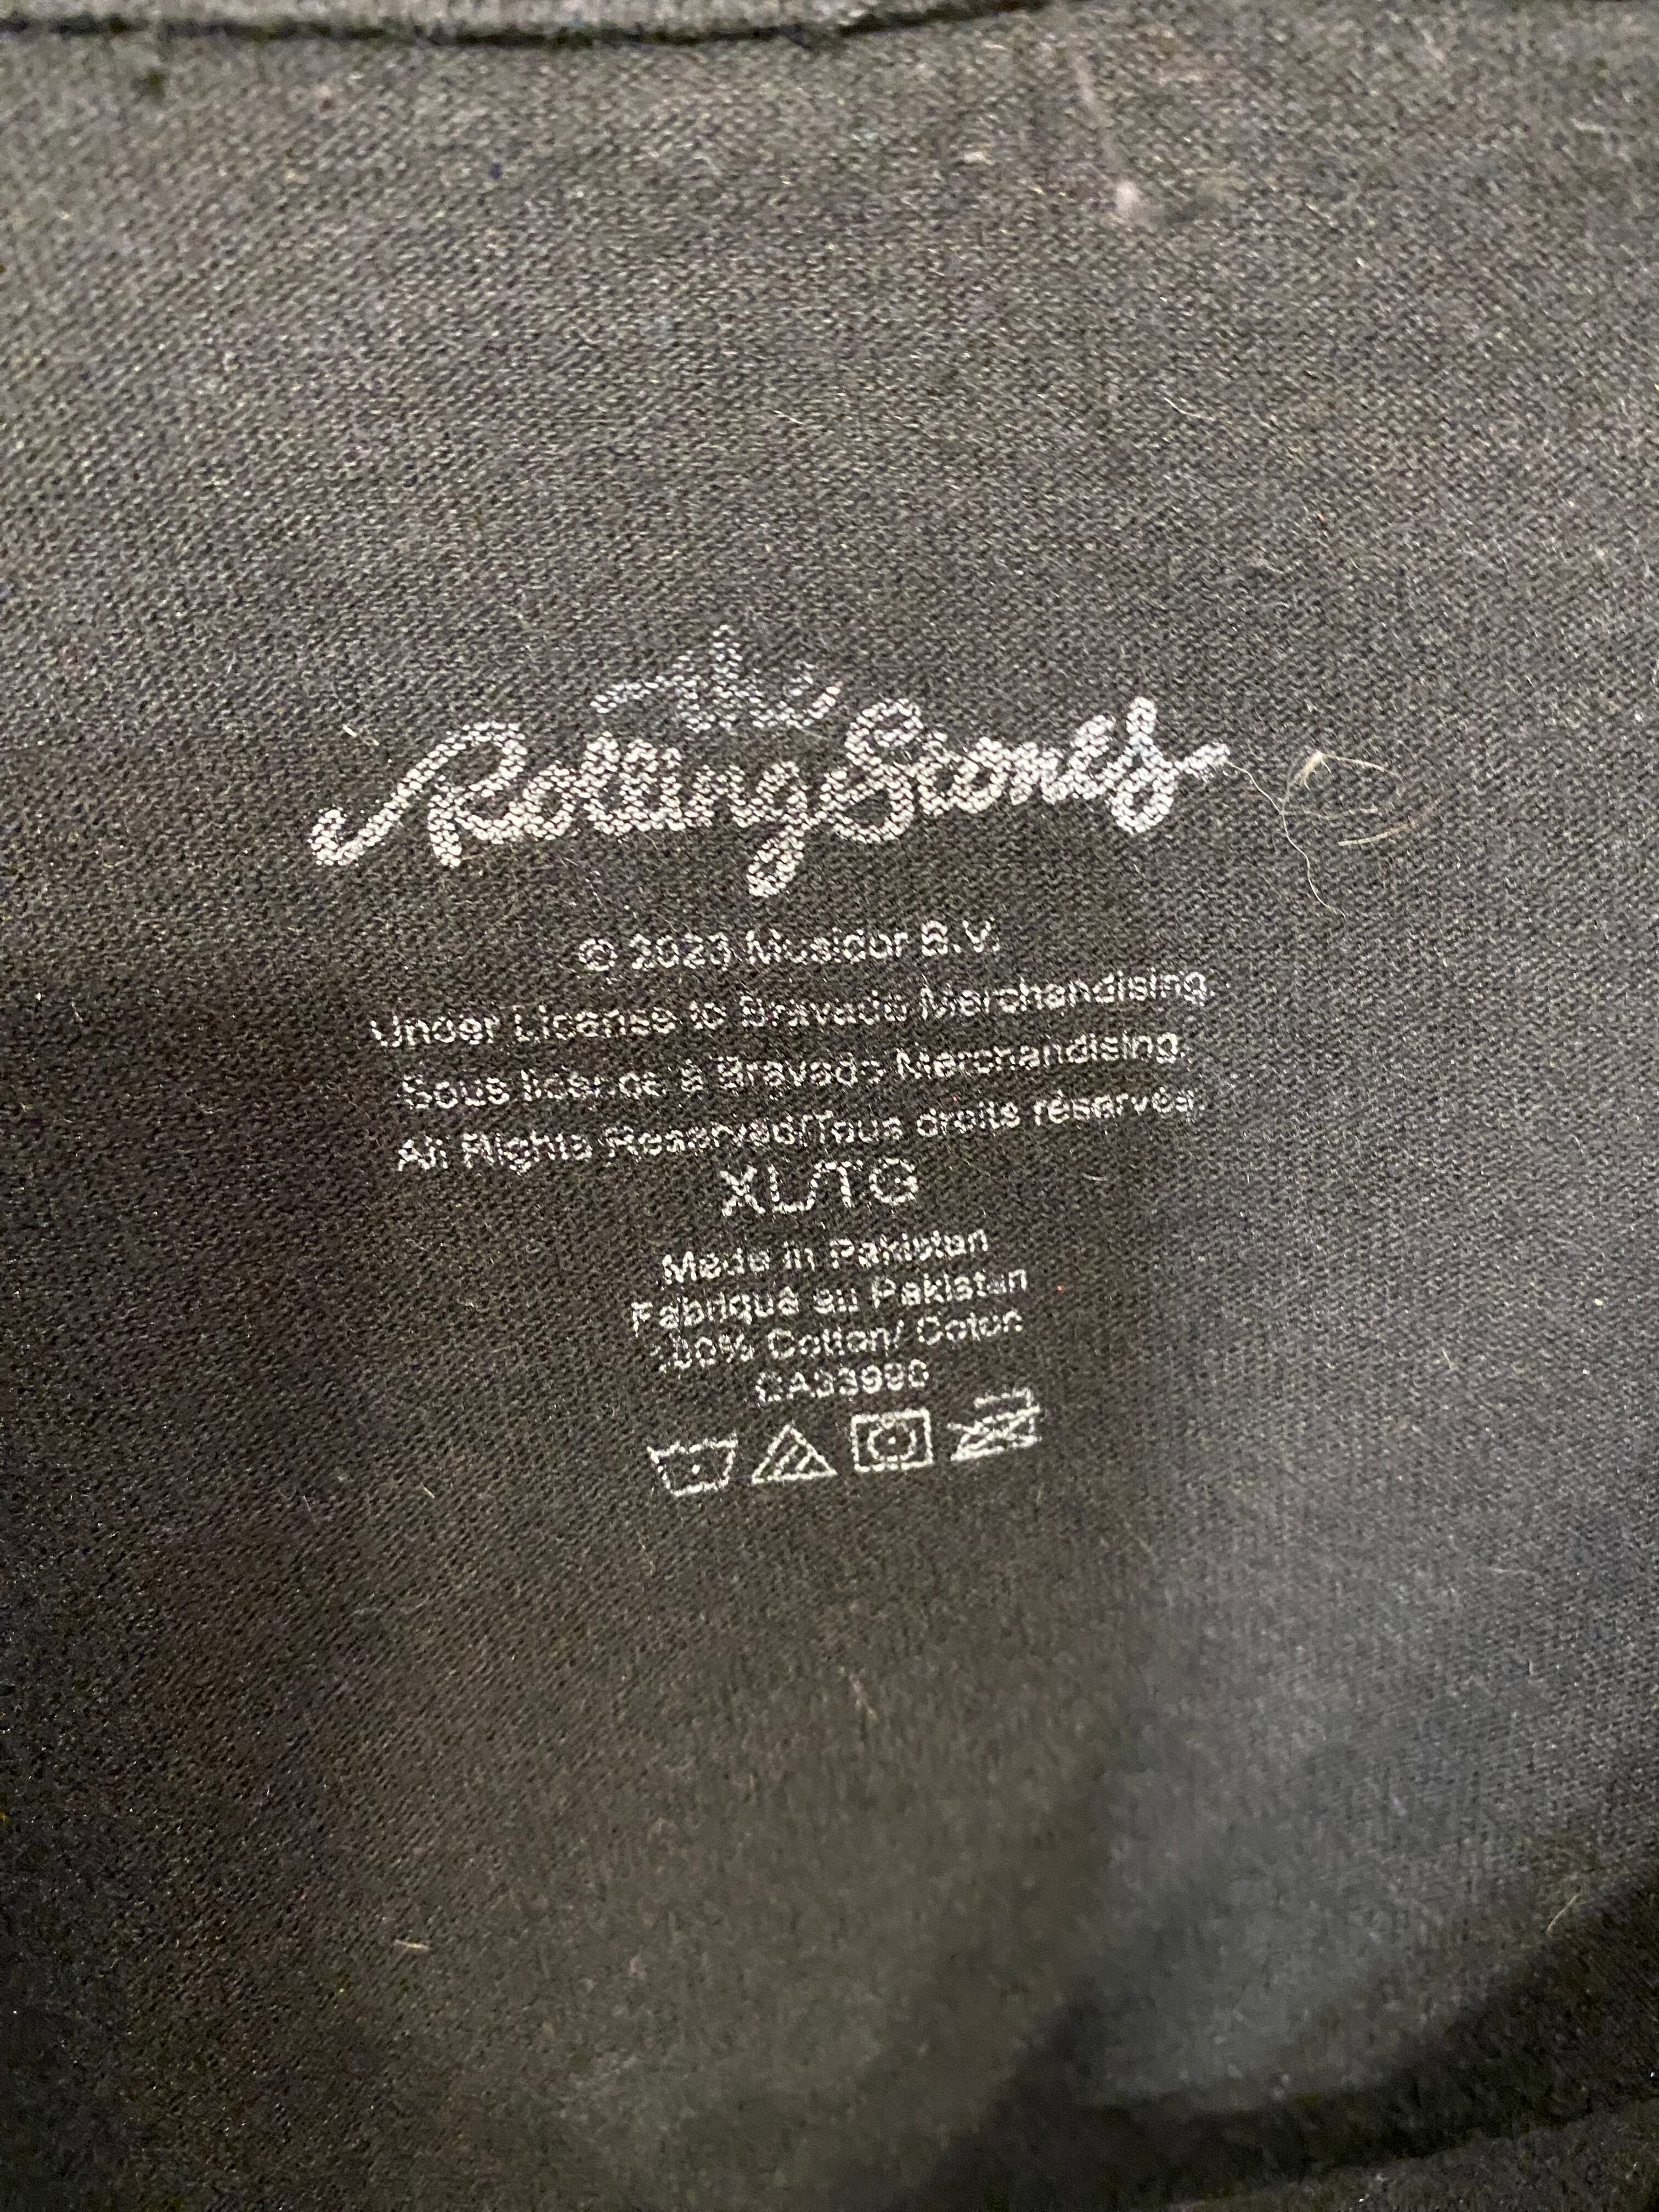 The
Rolling Stones
© 2023 Musidor B.V.
Under License to Bravado Merchandising.
Sous licence à Bravado Merchandising.
All Rights Reserved/Tous droits réservés.
XL/TG
Made in Pakistan
Fabriqué au Pakistan
100% Cotton/ Coton